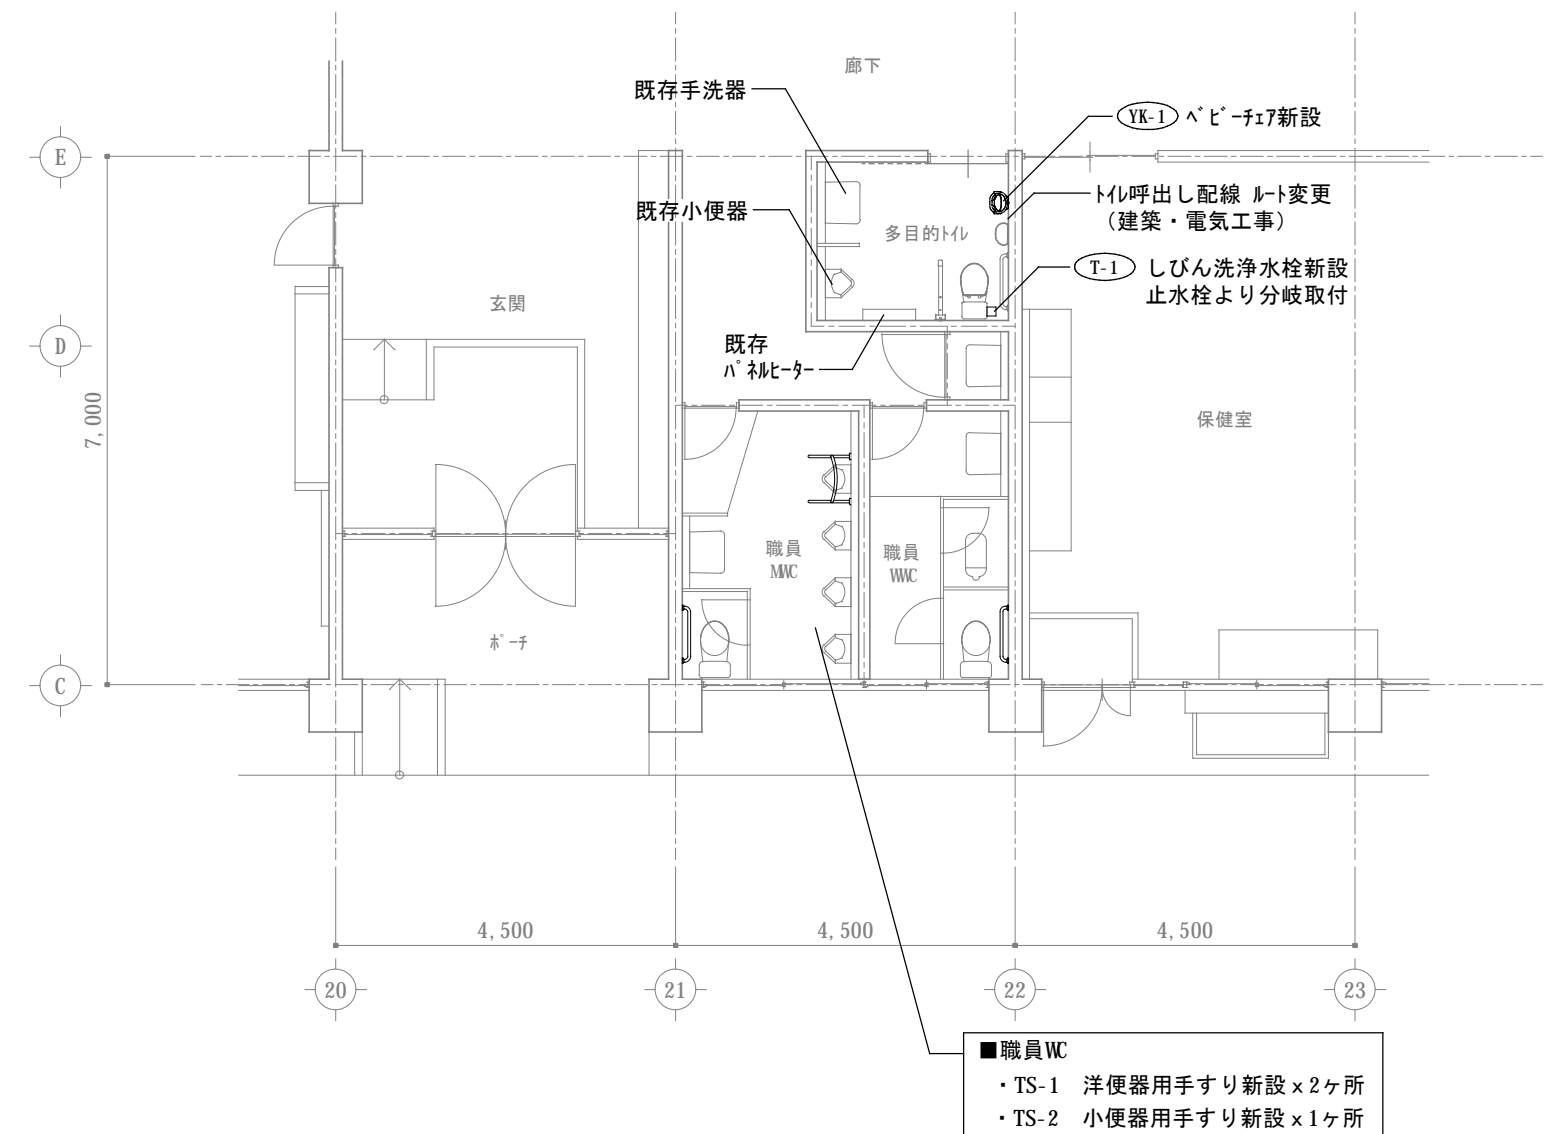 廊下
既存手洗器
YK-1 ベビーチェア新設
E
トイレ呼出し配線 ルート変更
（建築・電気工事）
既存小便器
多目的トイレ
T-1 しびん洗浄水栓新設
止水栓より分岐取付
玄関
D
既存
パネルヒーター
7,000
保健室
職員
MWC
職員
WWC
ポーチ
C
4,500
4,500
4,500
20
21
22
23
■職員WC
・TS-1 洋便器用手すり新設x2ヶ所
・TS-2 小便器用手すり新設x1ヶ所